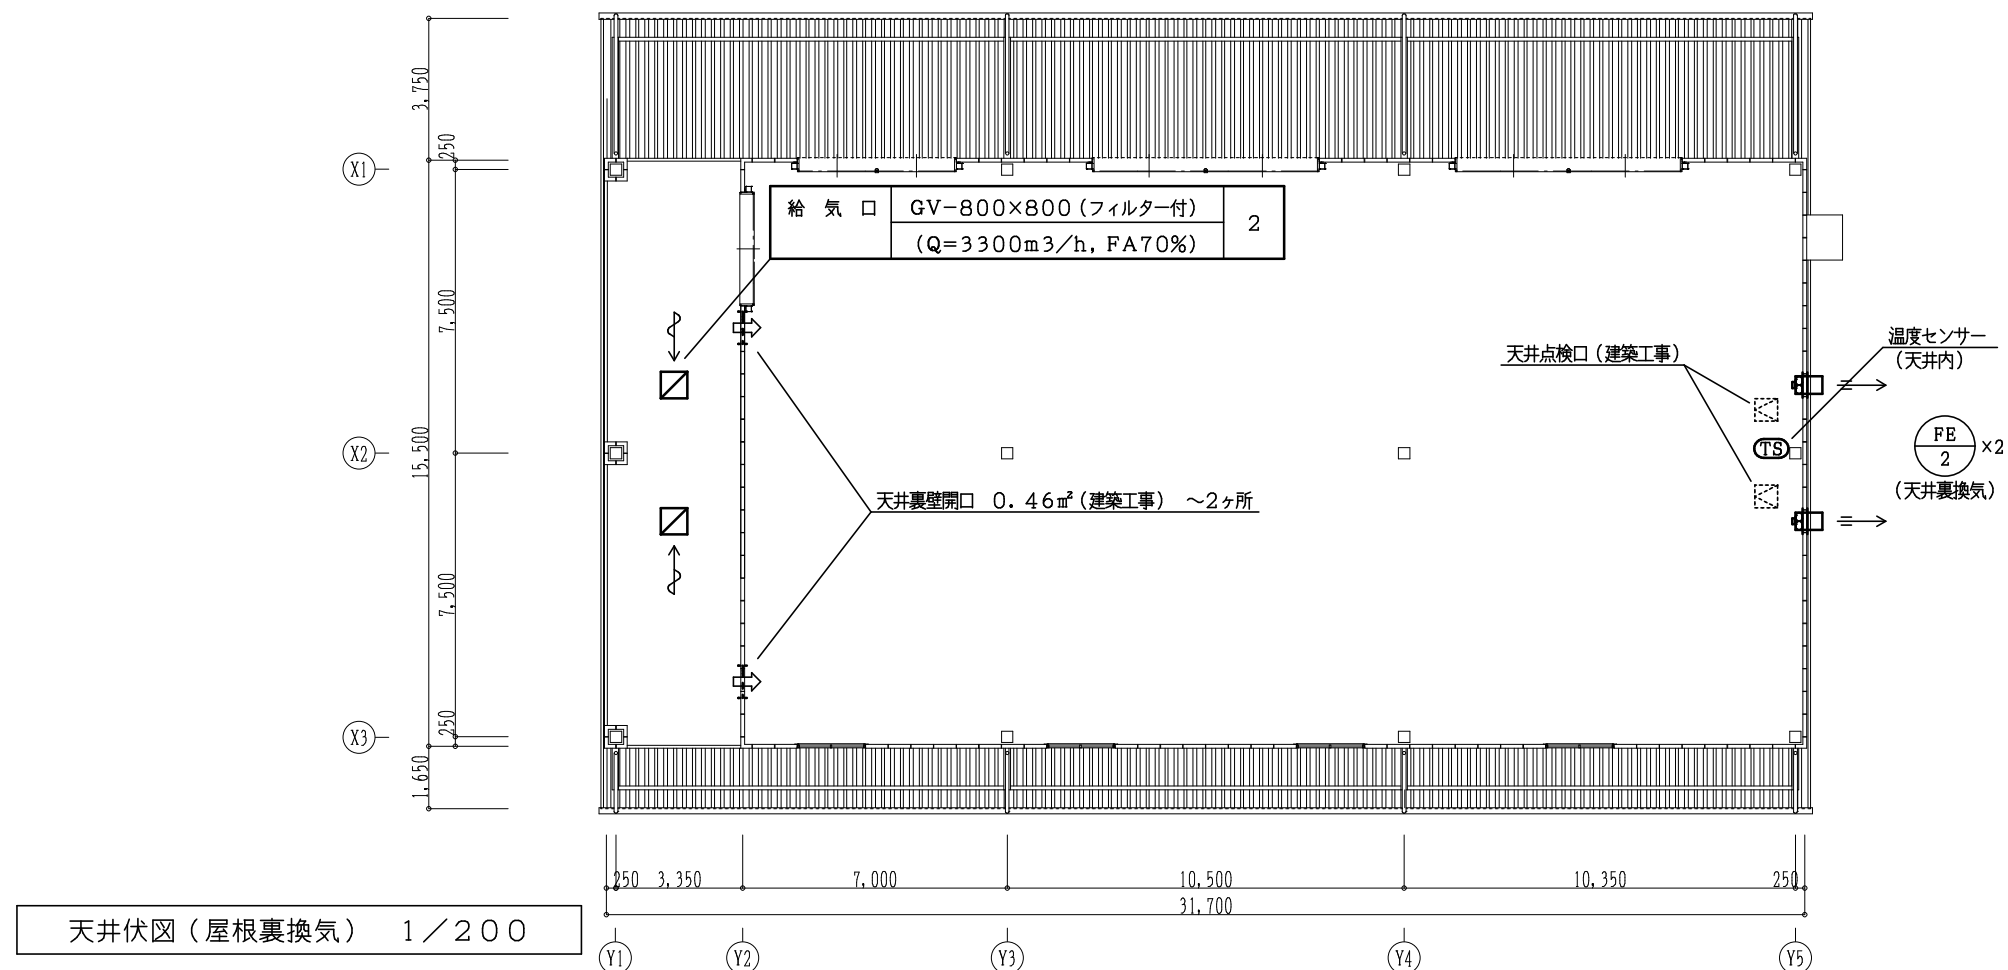 3,750
250
X1
給 気 口 GV-800×800(フィルター付) 2
(Q=3300m3/h, FA70%)
7,500
温度センサー
(天井内)
天井点検口(建築工事)
X2
15,500
TS
FE
2
×2
(天井裏換気)
天井裏壁開口 0.46㎡(建築工事) ～2ヶ所
7,500
250
X3
1,650
250 3,350 7,000 10,500 10,350 250
31,700
天井伏図(屋根裏換気) 1/200
Y1 Y2 Y3 Y4 Y5